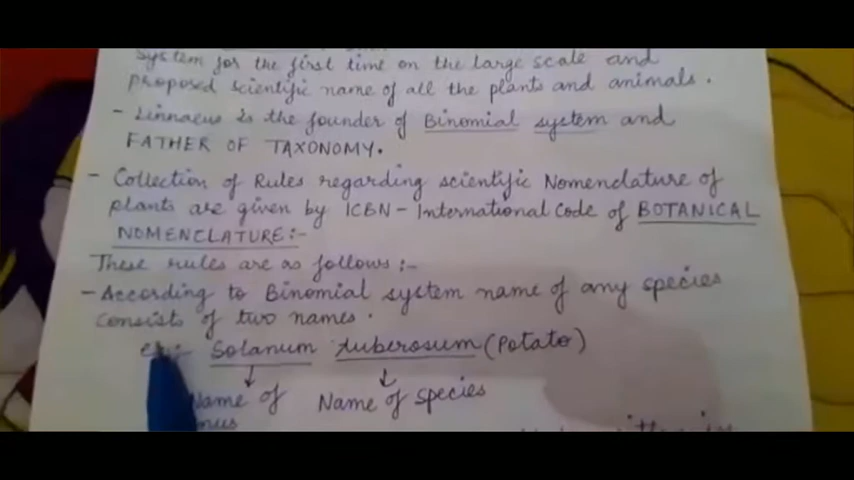 System for the first time on the large scale and
proposed scientific name of all the plants and animals.
- Linnaeus is the founder of Binomial system and
FATHER OF TAXONOMY.
- Collection of Rules regarding scientific Nomenclature of
plants are given by ICBN - International Code of BOTANICAL
NOMENCLATURE:-
These rules are as follows:-
- According to Binomial system name of any species
consists of two names.
Solanum tuberosum (Potato)
Name of Name of species